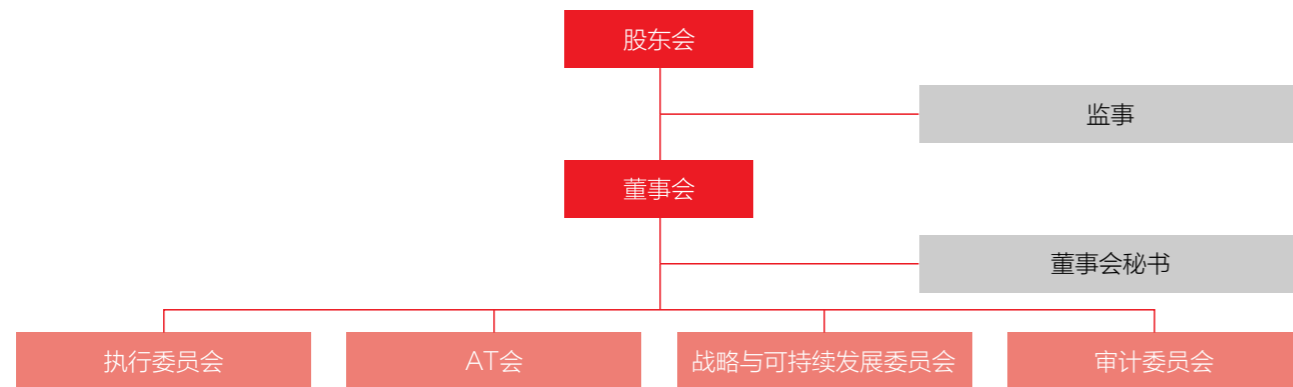 股东会
监事
董事会
董事会秘书
执行委员会
AT会
战略与可持续发展委员会
审计委员会